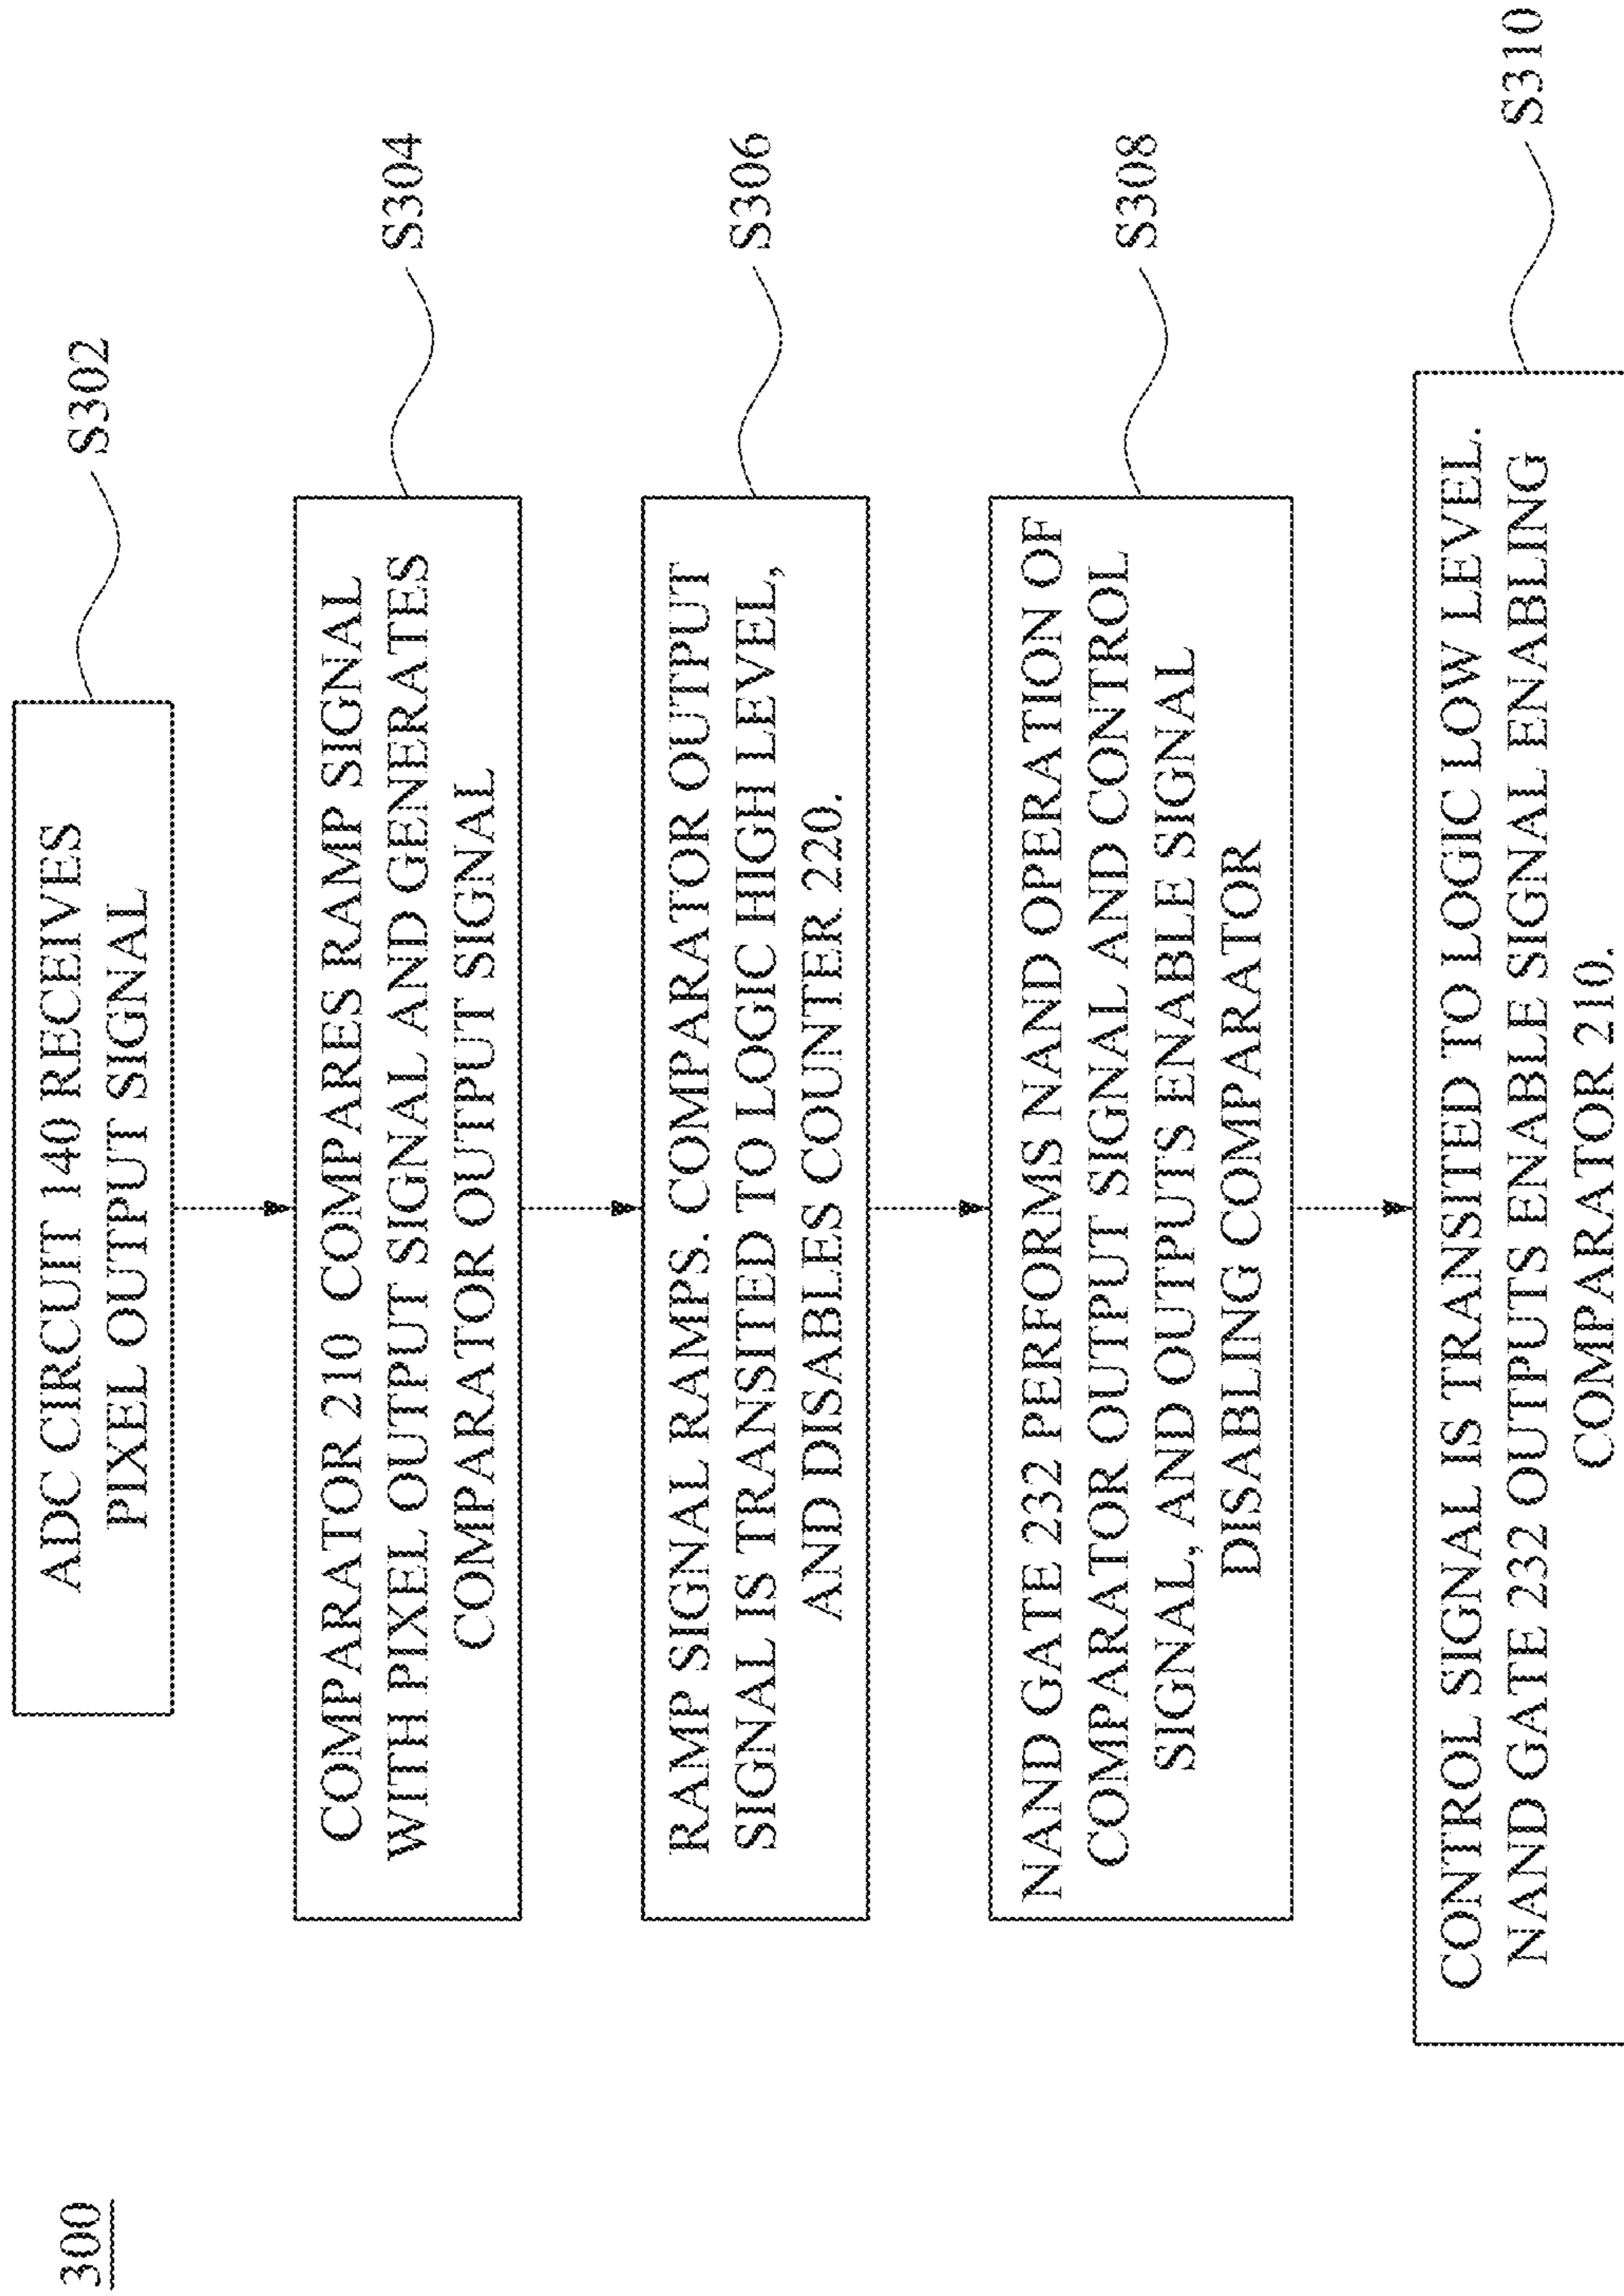 300
ADC CIRCUIT 140 RECEIVES
PIXEL OUTPUT SIGNAL
S302
COMPARATOR 210 COMPARES RAMP SIGNAL
WITH PIXEL OUTPUT SIGNAL AND GENERATES
COMPARATOR OUTPUT SIGNAL
S304
RAMP SIGNAL RAMPS. COMPARATOR OUTPUT
SIGNAL IS TRANSITED TO LOGIC HIGH LEVEL,
AND DISABLES COUNTER 220.
S306
NAND GATE 232 PERFORMS NAND OPERATION OF
COMPARATOR OUTPUT SIGNAL AND CONTROL
SIGNAL, AND OUTPUTS ENABLE SIGNAL
DISABLING COMPARATOR
S308
CONTROL SIGNAL IS TRANSITED TO LOGIC LOW LEVEL.
NAND GATE 232 OUTPUTS ENABLE SIGNAL ENABLING
COMPARATOR 210.
S310